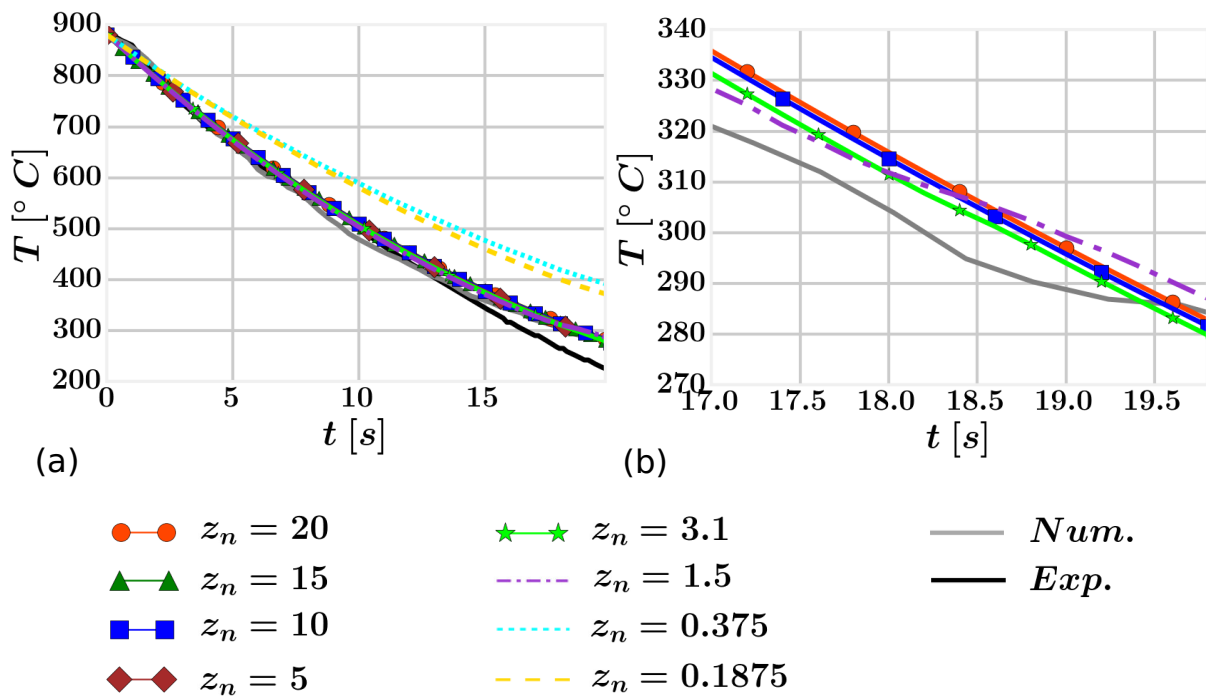 900
800
700
600
500
400
300
200
0
5
10
15
T [° C]
t [s]
(a)
340
330
320
310
300
290
280
270
17.0
17.5
18.0
18.5
19.0
19.5
T [° C]
t [s]
(b)
z_n = 20
z_n = 15
z_n = 10
z_n = 5
z_n = 3.1
z_n = 1.5
z_n = 0.375
z_n = 0.1875
Num.
Exp.